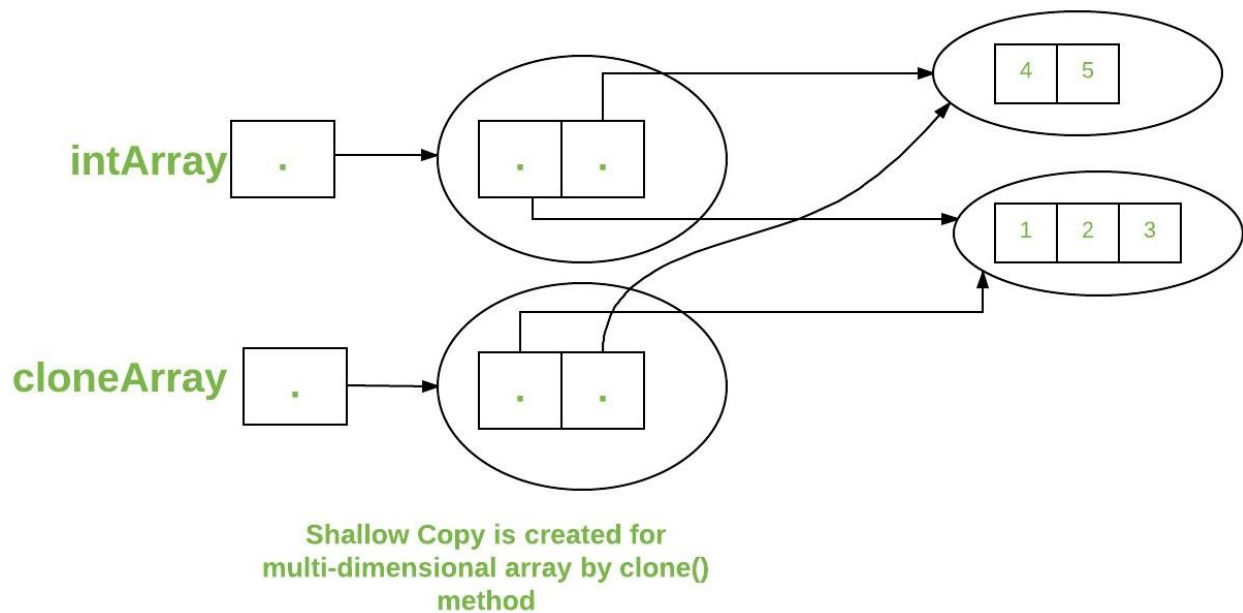 4 5
intArray . . .
1 2 3
cloneArray . . .
Shallow Copy is created for
multi-dimensional array by clone()
method